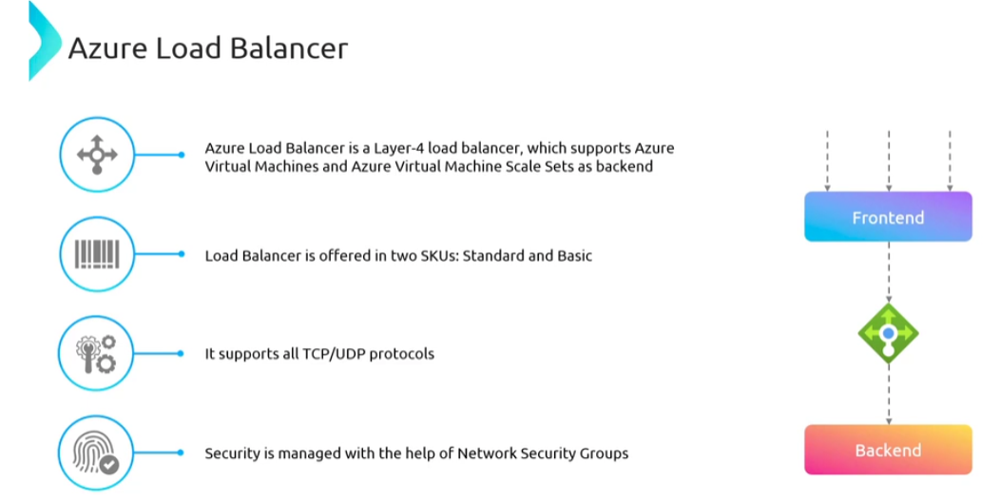 Azure Load Balancer
Azure Load Balancer is a Layer-4 load balancer, which supports Azure
Virtual Machines and Azure Virtual Machine Scale Sets as backend
Load Balancer is offered in two SKUs: Standard and Basic
It supports all TCP/UDP protocols
Security is managed with the help of Network Security Groups
Frontend
Backend